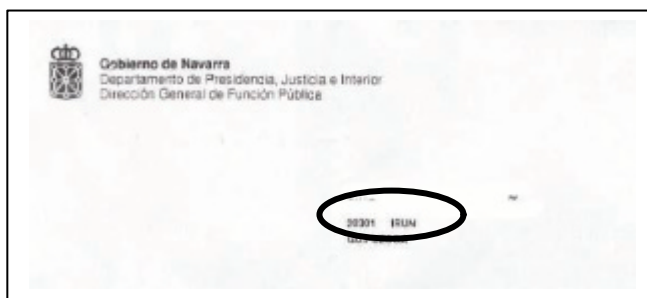 Gobierno de Navarra
Departamento de Presidencia, Justicia e Interior
Dirección General de Función Pública
20301 IRUN